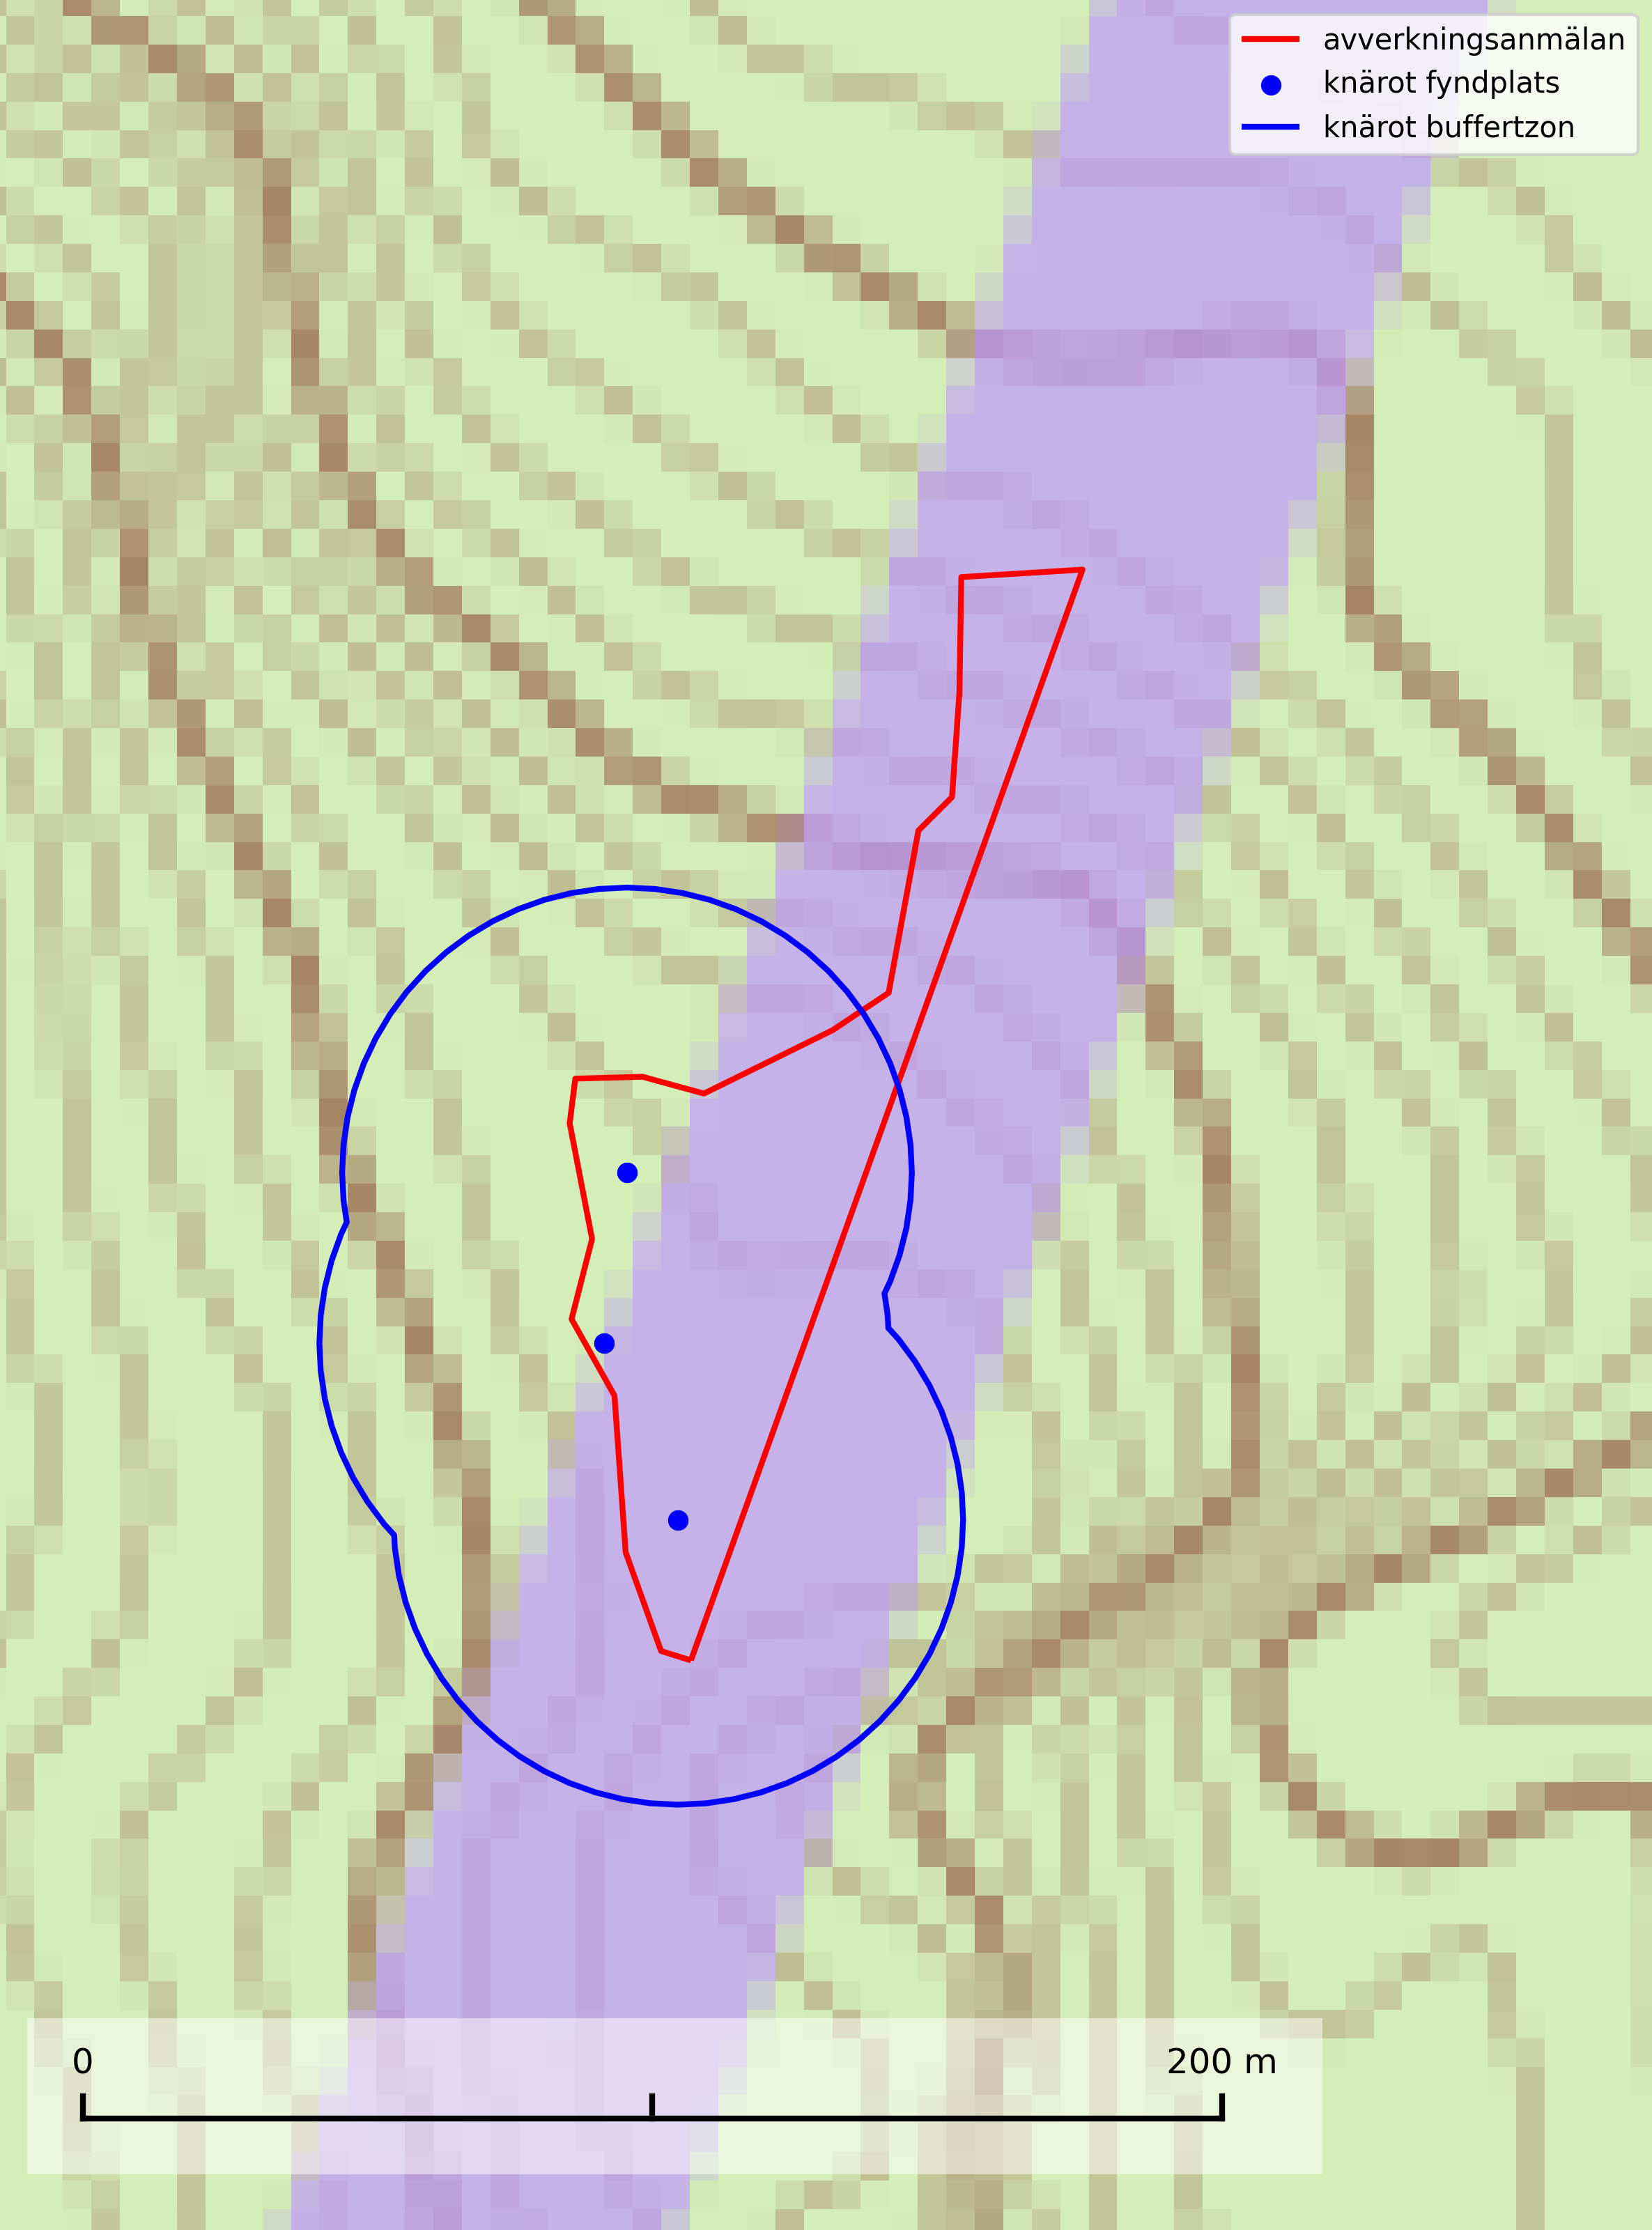 avverkningsanmälan
knärot fyndplats
knärot buffertzon
0
200 m